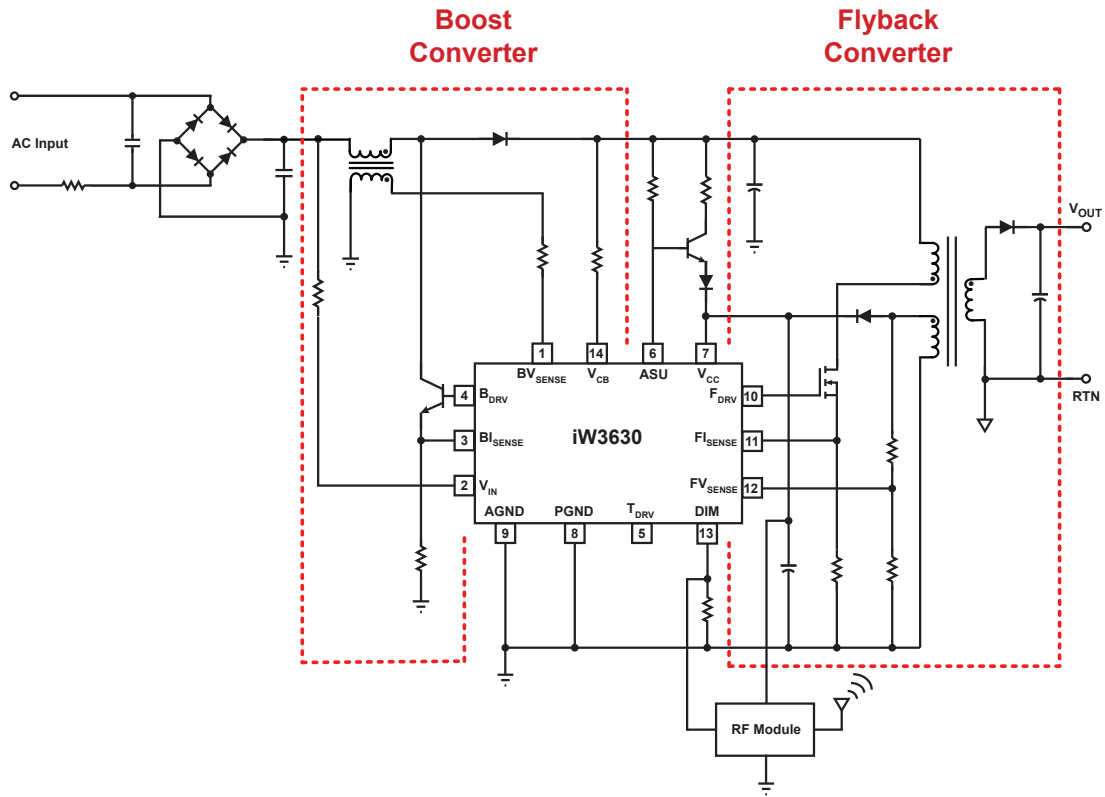 Boost
Converter
Flyback
Converter
AC Input
VOUT
RTN
1
14
6
7
BVSENSE
VCB
ASU
VCC
4
BDRV
FDRV
10
iW3630
3
BISENSE
FISENSE
11
2
VIN
FVSENSE
12
AGND
PGND
TDRV
DIM
9
8
5
13
RF Module